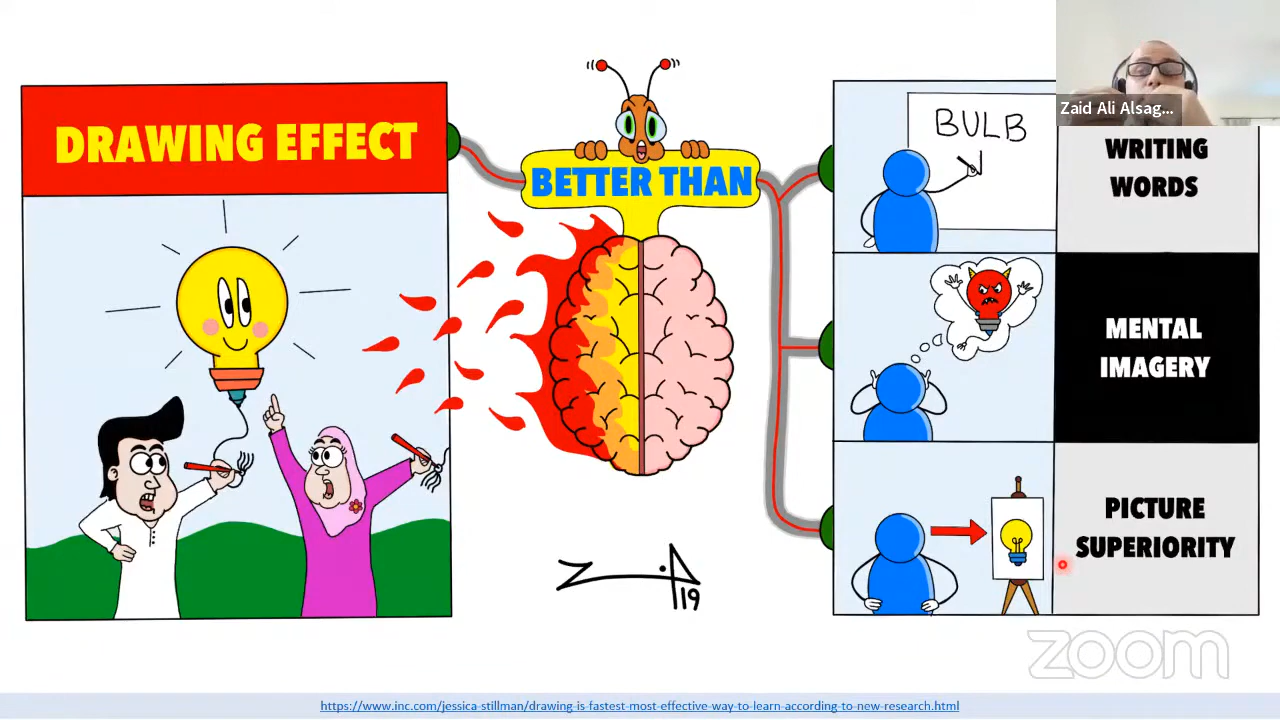 Zaid Ali Alsag...
DRAWING EFFECT
BETTER THAN
BULB
WRITING
WORDS
MENTAL
IMAGERY
PICTURE
SUPERIORITY
19
zoom
https://www.inc.com/jessica-stillman/drawing-is-fastest-most-effective-way-to-learn-according-to-new-research.html